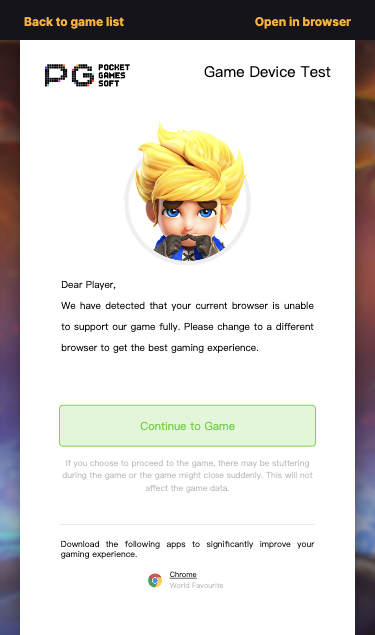 Back to game list
Open in browser
PG POCKET GAMES SOFT
Game Device Test
Dear Player,
We have detected that your current browser is unable
to support our game fully. Please change to a different
browser to get the best gaming experience.
Continue to Game
If you choose to proceed to the game, there may be stuttering
during the game or the game might close suddenly. This will not
affect the game data.
Download the following apps to significantly improve your
gaming experience.
Chrome
World Favourite